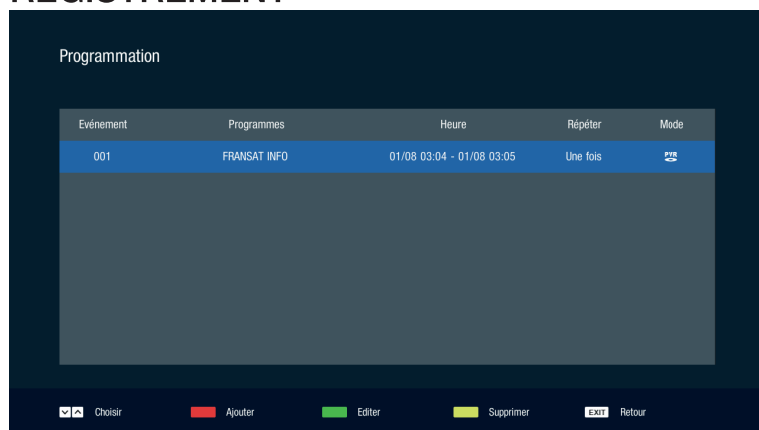 Programmation
Evénement Programmes Heure Répéter Mode
001 FRANSAT INFO 01/08 03:04 - 01/08 03:05 Une fois PVR
Choisir Ajouter Editer Supprimer EXIT Retour